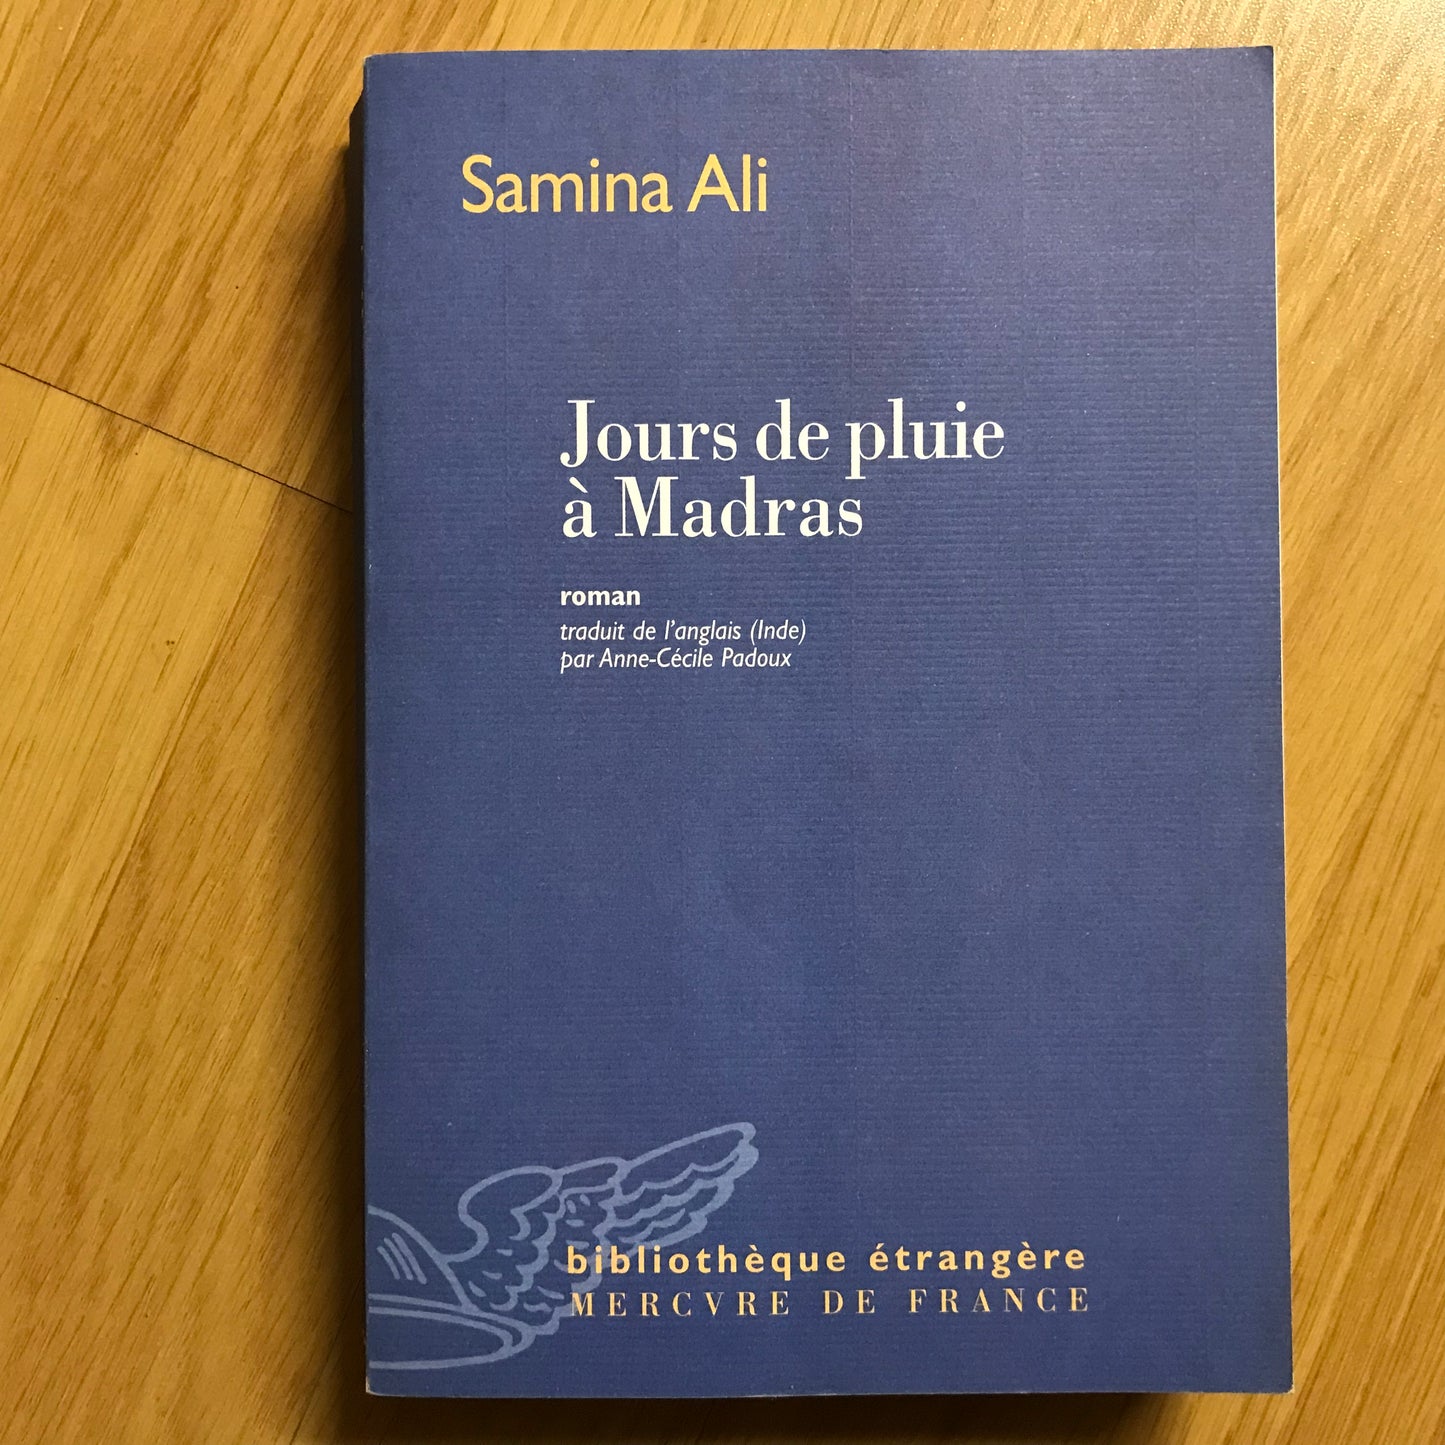 Samina Ali
Jours de pluie
à Madras
roman
traduit de l'anglais (Inde)
par Anne-Cécile Padoux
bibliothèque étrangère
MERCVRE DE FRANCE